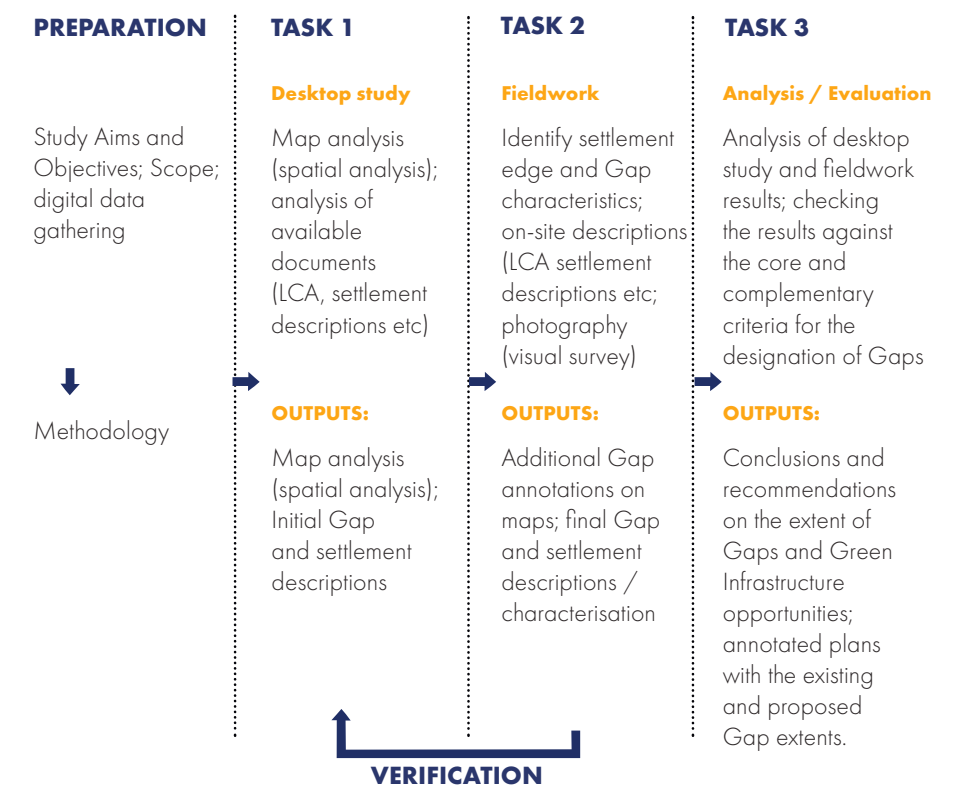 PREPARATION
Study Aims and
Objectives; Scope;
digital data
gathering
Methodology
TASK 1
Desktop study
Map analysis
(spatial analysis);
analysis of
available
documents
(LCA, settlement
descriptions etc)
OUTPUTS:
Map analysis
(spatial analysis);
Initial Gap
and settlement
descriptions
TASK 2
Fieldwork
Identify settlement
edge and Gap
characteristics;
on-site descriptions
(LCA settlement
descriptions etc;
photography
(visual survey)
OUTPUTS:
Additional Gap
annotations on
maps; final Gap
and settlement
descriptions /
characterisation
TASK 3
Analysis / Evaluation
Analysis of desktop
study and fieldwork
results; checking
the results against
the core and
complementary
criteria for the
designation of Gaps
OUTPUTS:
Conclusions and
recommendations
on the extent of
Gaps and Green
Infrastructure
opportunities;
annotated plans
with the existing
and proposed
Gap extents.
VERIFICATION